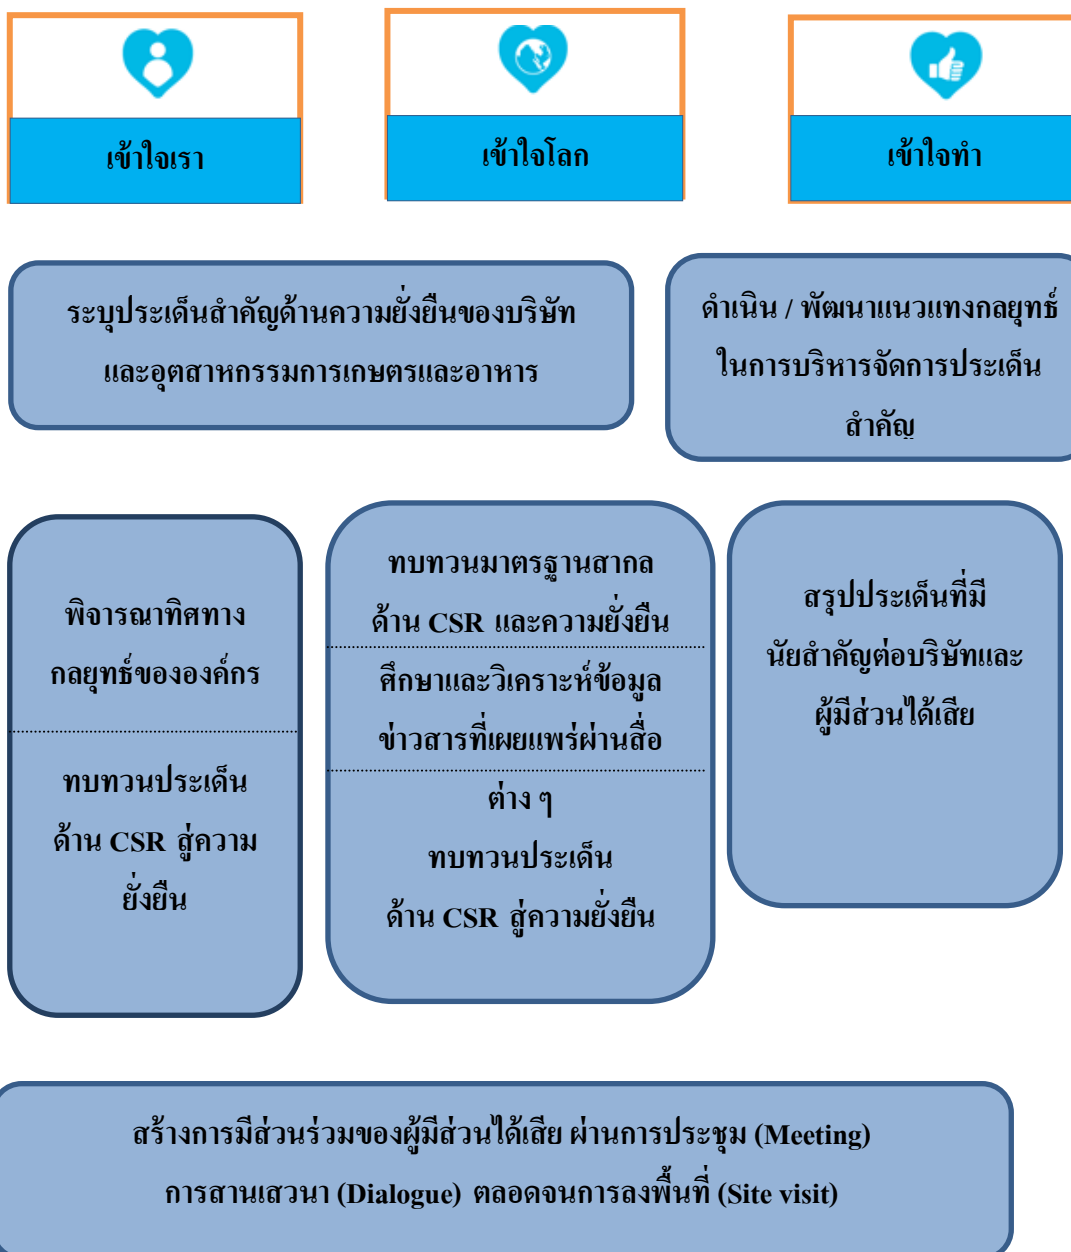 เข้าใจเรา
เข้าใจโลก
เข้าใจทำ
ระบุประเด็นสำคัญด้านความยั่งยืนของบริษัท
และอุตสาหกรรมการเกษตรและอาหาร
ดำเนิน / พัฒนาแนวแทงกลยุทธ์
ในการบริหารจัดการประเด็น
สำคัญ
พิจารณาทิศทาง
กลยุทธ์ขององค์กร
ทบทวนประเด็น
ด้าน CSR สู่ความ
ยั่งยืน
ทบทวนมาตรฐานสากล
ด้าน CSR และความยั่งยืน
ศึกษาและวิเคราะห์ข้อมูล
ข่าวสารที่เผยแพร่ผ่านสื่อ
ต่าง ๆ
ทบทวนประเด็น
ด้าน CSR สู่ความยั่งยืน
สรุปประเด็นที่มี
นัยสำคัญต่อบริษัทและ
ผู้มีส่วนได้เสีย
สร้างการมีส่วนร่วมของผู้มีส่วนได้เสีย ผ่านการประชุม (Meeting)
การสานเสวนา (Dialogue) ตลอดจนการลงพื้นที่ (Site visit)